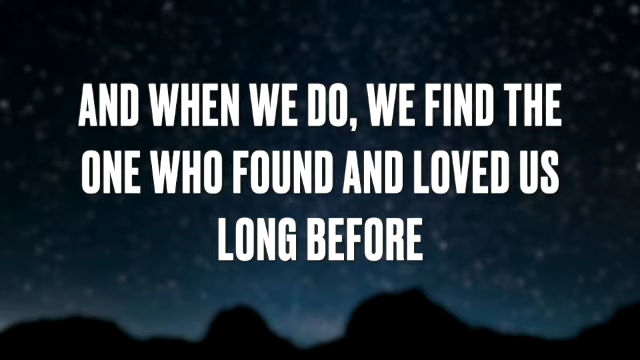 AND WHEN WE DO, WE FIND THE
ONE WHO FOUND AND LOVED US
LONG BEFORE